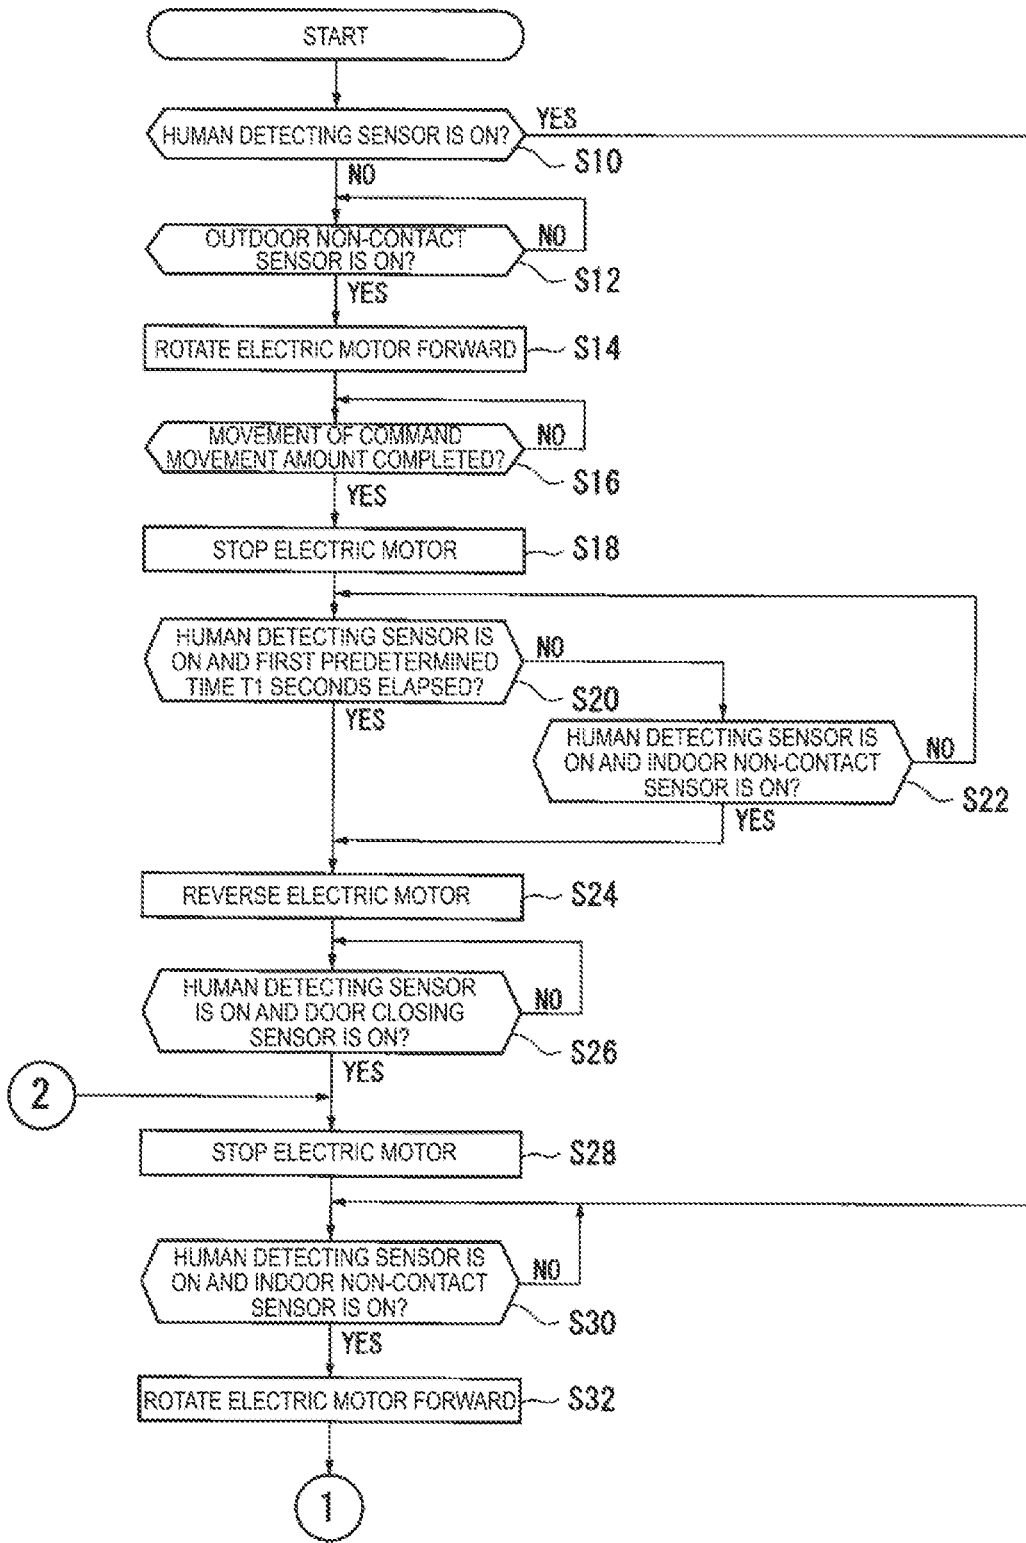 START
HUMAN DETECTING SENSOR IS ON?
YES
S10
NO
OUTDOOR NON-CONTACT
SENSOR IS ON?
NO
S12
YES
ROTATE ELECTRIC MOTOR FORWARD
S14
MOVEMENT OF COMMAND
MOVEMENT AMOUNT COMPLETED?
NO
S16
YES
STOP ELECTRIC MOTOR
S18
HUMAN DETECTING SENSOR IS
ON AND FIRST PREDETERMINED
TIME T1 SECONDS ELAPSED?
NO
S20
YES
HUMAN DETECTING SENSOR IS
ON AND INDOOR NON-CONTACT
SENSOR IS ON?
NO
S22
YES
REVERSE ELECTRIC MOTOR
S24
HUMAN DETECTING SENSOR
IS ON AND DOOR CLOSING
SENSOR IS ON?
NO
S26
YES
2
STOP ELECTRIC MOTOR
S28
HUMAN DETECTING SENSOR IS
ON AND INDOOR NON-CONTACT
SENSOR IS ON?
NO
S30
YES
ROTATE ELECTRIC MOTOR FORWARD
S32
1